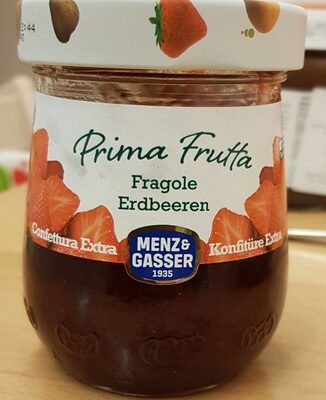 Prima Frutta
Fragole
Erdbeeren
Confettura Extra
MENZ&
GASSER
1935
Konfitüre Extra